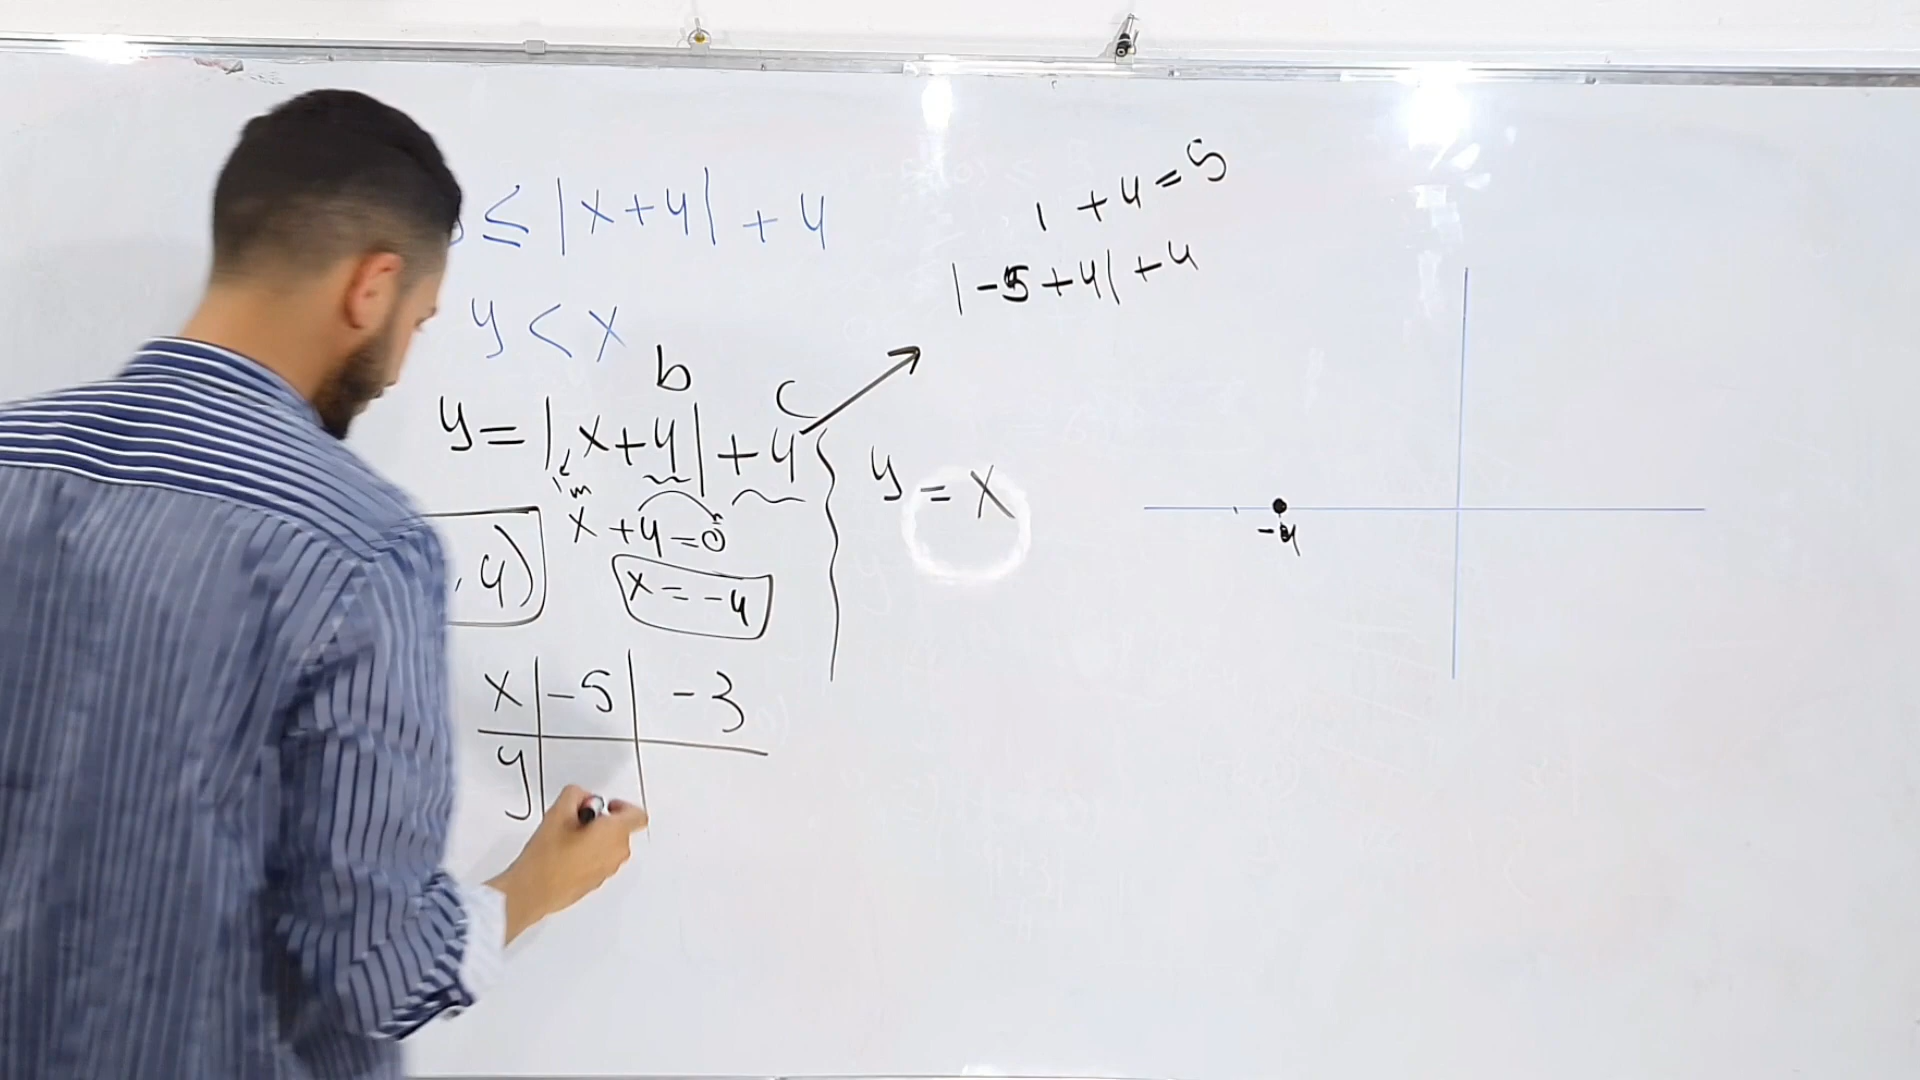 ≤ |x+4| + 4
y < x
1 + 4 = 5
|-5+4| + 4
b c
y = |x+4| + 4
m
y = x
x + 4 = 0
, 4)
x = -4
-4
x -5 -3
y